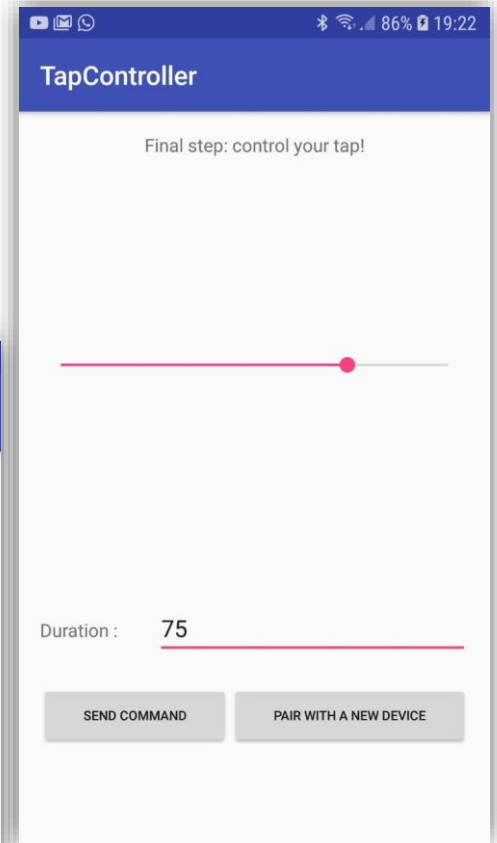 86% 19:22
TapController
Final step: control your tap!
Duration : 75
SEND COMMAND PAIR WITH A NEW DEVICE